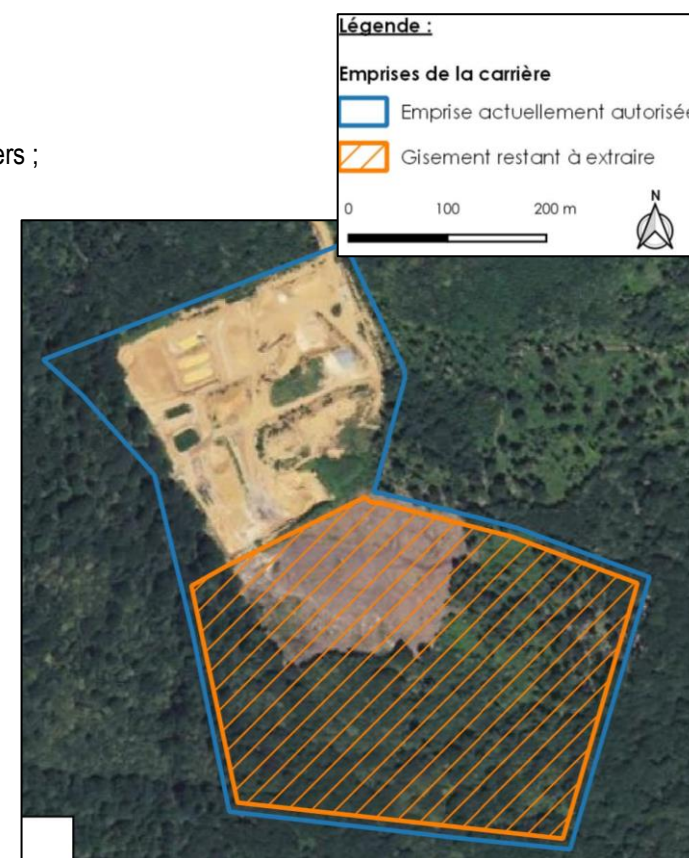 Légende :
Emprises de la carrière
Emprise actuellement autorisée
ers ;
Gisement restant à extraire
0 100 200 m
N